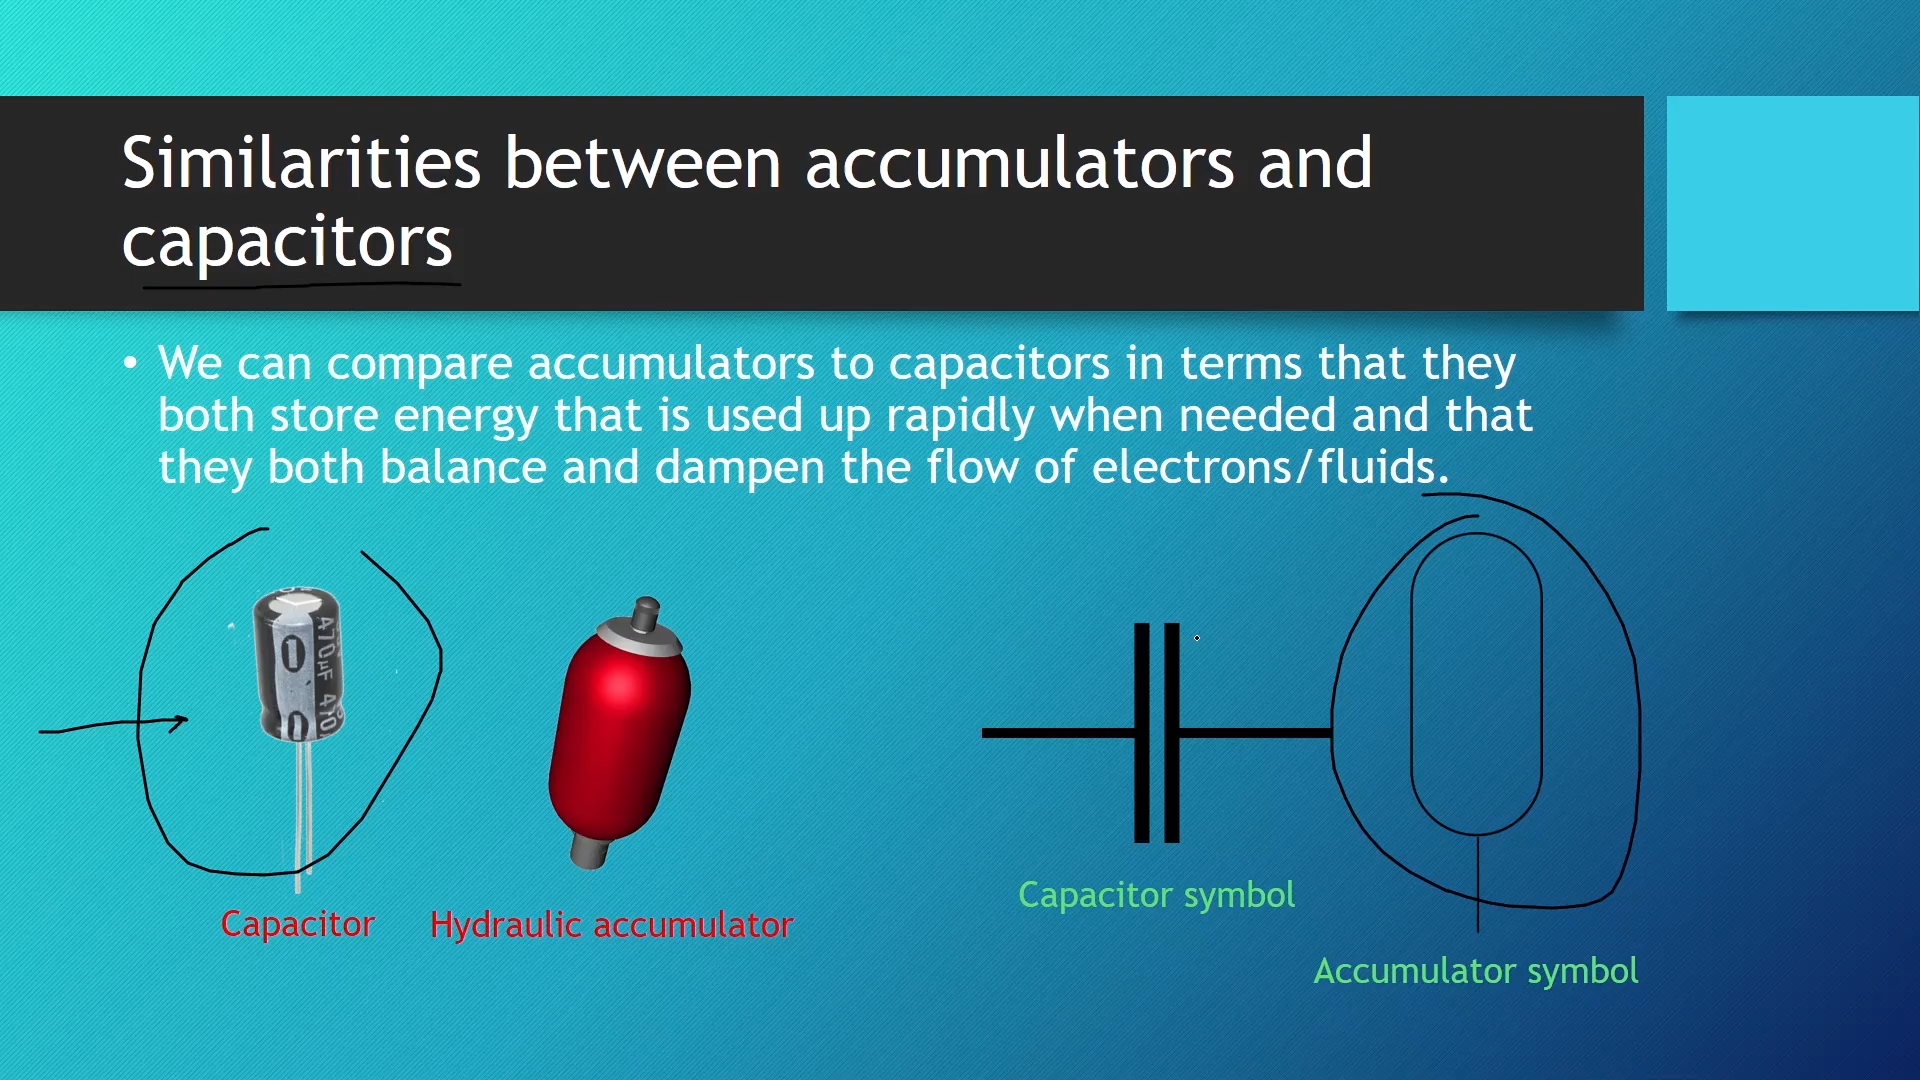 Similarities between accumulators and
capacitors
• We can compare accumulators to capacitors in terms that they
both store energy that is used up rapidly when needed and that
they both balance and dampen the flow of electrons/fluids.
470µF 470
Capacitor
Hydraulic accumulator
Capacitor symbol
Accumulator symbol